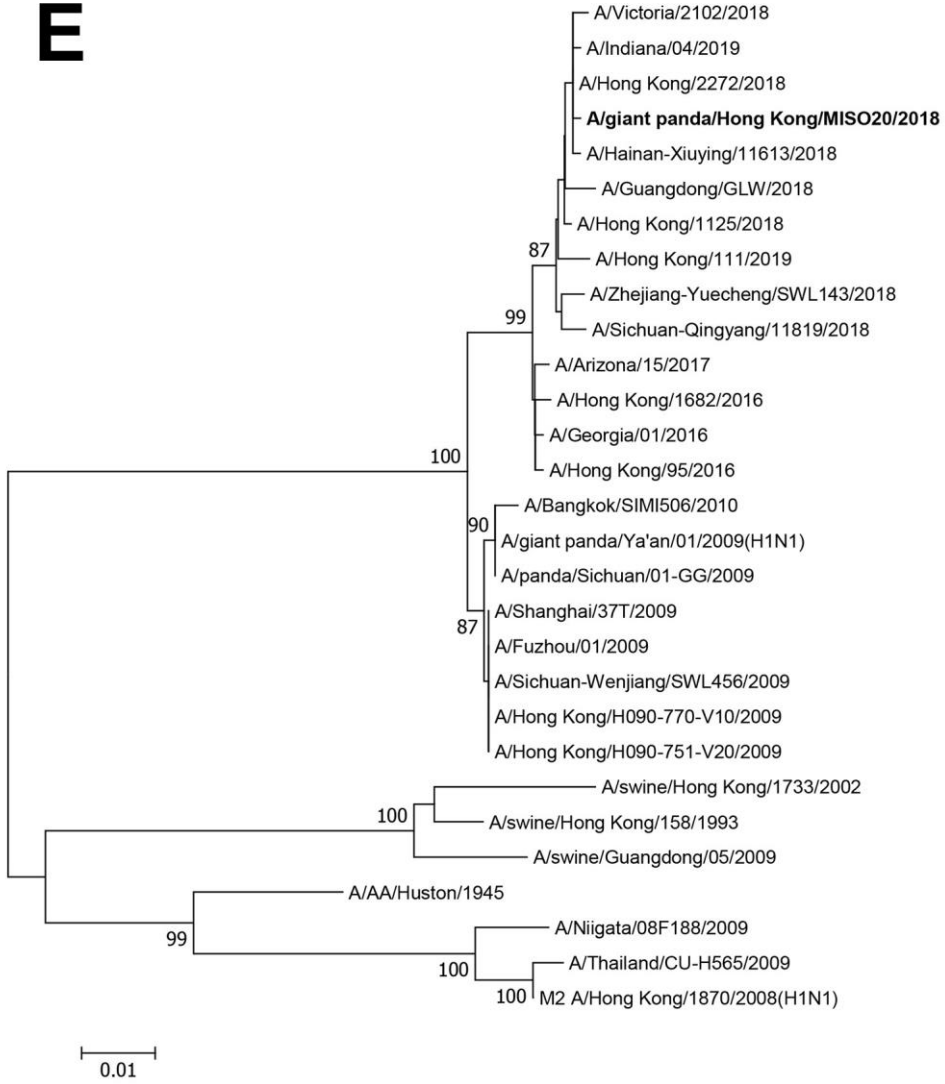 E
A/Victoria/2102/2018
A/Indiana/04/2019
A/Hong Kong/2272/2018
A/giant panda/Hong Kong/MISO20/2018
A/Hainan-Xiuying/11613/2018
A/Guangdong/GLW/2018
A/Hong Kong/1125/2018
87
A/Hong Kong/111/2019
A/Zhejiang-Yuecheng/SWL143/2018
99
A/Sichuan-Qingyang/11819/2018
A/Arizona/15/2017
A/Hong Kong/1682/2016
A/Georgia/01/2016
100
A/Hong Kong/95/2016
A/Bangkok/SIMI506/2010
90
A/giant panda/Ya'an/01/2009(H1N1)
A/panda/Sichuan/01-GG/2009
A/Shanghai/37T/2009
87
A/Fuzhou/01/2009
A/Sichuan-Wenjiang/SWL456/2009
A/Hong Kong/H090-770-V10/2009
A/Hong Kong/H090-751-V20/2009
A/swine/Hong Kong/1733/2002
100
A/swine/Hong Kong/158/1993
A/swine/Guangdong/05/2009
A/AA/Huston/1945
A/Niigata/08F188/2009
99
A/Thailand/CU-H565/2009
100
100
M2 A/Hong Kong/1870/2008(H1N1)
0.01